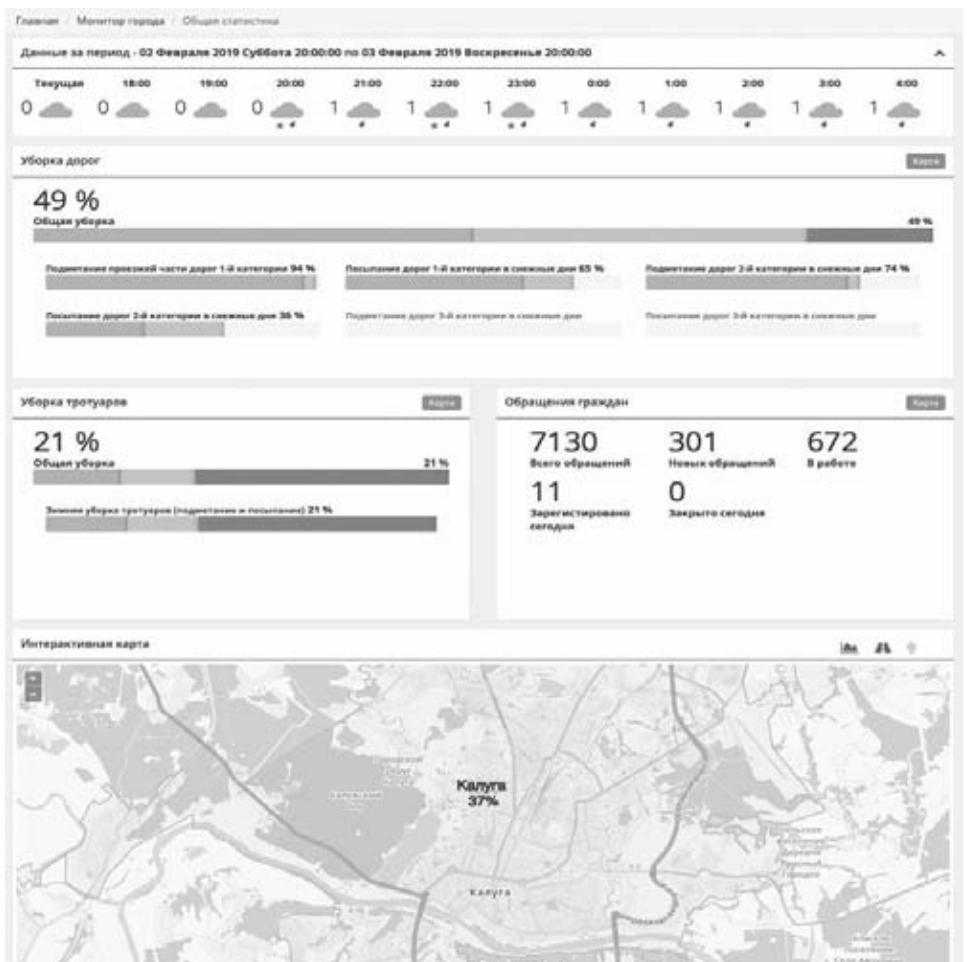 Главная / Монитор города / Общая статистика
Данные за период - 02 Февраля 2019 Суббота 20:00:00 по 03 Февраля 2019 Воскресенье 20:00:00
Текущая 18:00 19:00 20:00 21:00 22:00 23:00 0:00 1:00 2:00 3:00 4:00
0 0 0 0 1 1 1 1 1 1 1 1
Уборка дорог Карта
49 %
Общая уборка 49 %
Подметание проезжей части дорог 1-й категории 94 % Посыпание дорог 1-й категории в снежные дни 65 % Подметание дорог 2-й категории в снежные дни 74 %
Посыпание дорог 2-й категории в снежные дни 36 % Подметание дорог 3-й категории в снежные дни Посыпание дорог 3-й категории в снежные дни
Уборка тротуаров Карта
21 %
Общая уборка 21 %
Зимняя уборка тротуаров (подметание и посыпание) 21 %
Обращения граждан Карта
7130 301 672
Всего обращений Новых обращений В работе
11 0
Зарегистрировано Закрыто сегодня
сегодня
Интерактивная карта
+
-
Калуга
37%
Калуга